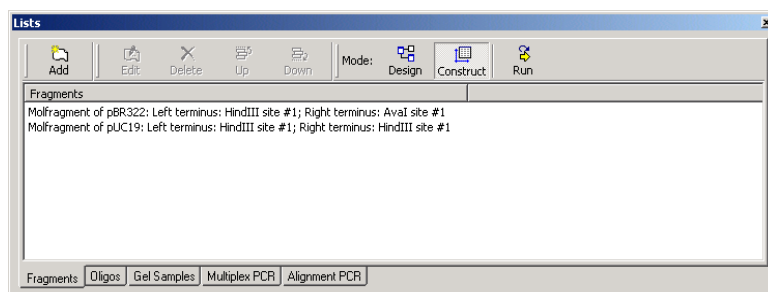 Lists
Add Edit Delete Up Down Mode: Design Construct Run
Fragments
Molfragment of pBR322: Left terminus: HindIII site #1; Right terminus: AvaI site #1
Molfragment of pUC19: Left terminus: HindIII site #1; Right terminus: HindIII site #1
Fragments Oligos Gel Samples Multiplex PCR Alignment PCR